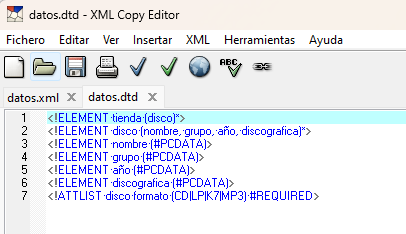 datos.dtd - XML Copy Editor
Fichero Editar Ver Insertar XML Herramientas Ayuda
ABC
datos.xml datos.dtd
1 <!ELEMENT tienda (disco)*>
2 <!ELEMENT disco (nombre, grupo, año, discografica)*>
3 <!ELEMENT nombre (#PCDATA)>
4 <!ELEMENT grupo (#PCDATA)>
5 <!ELEMENT año (#PCDATA)>
6 <!ELEMENT discografica (#PCDATA)>
7 <!ATTLIST disco formato (CD|LP|K7|MP3) #REQUIRED>